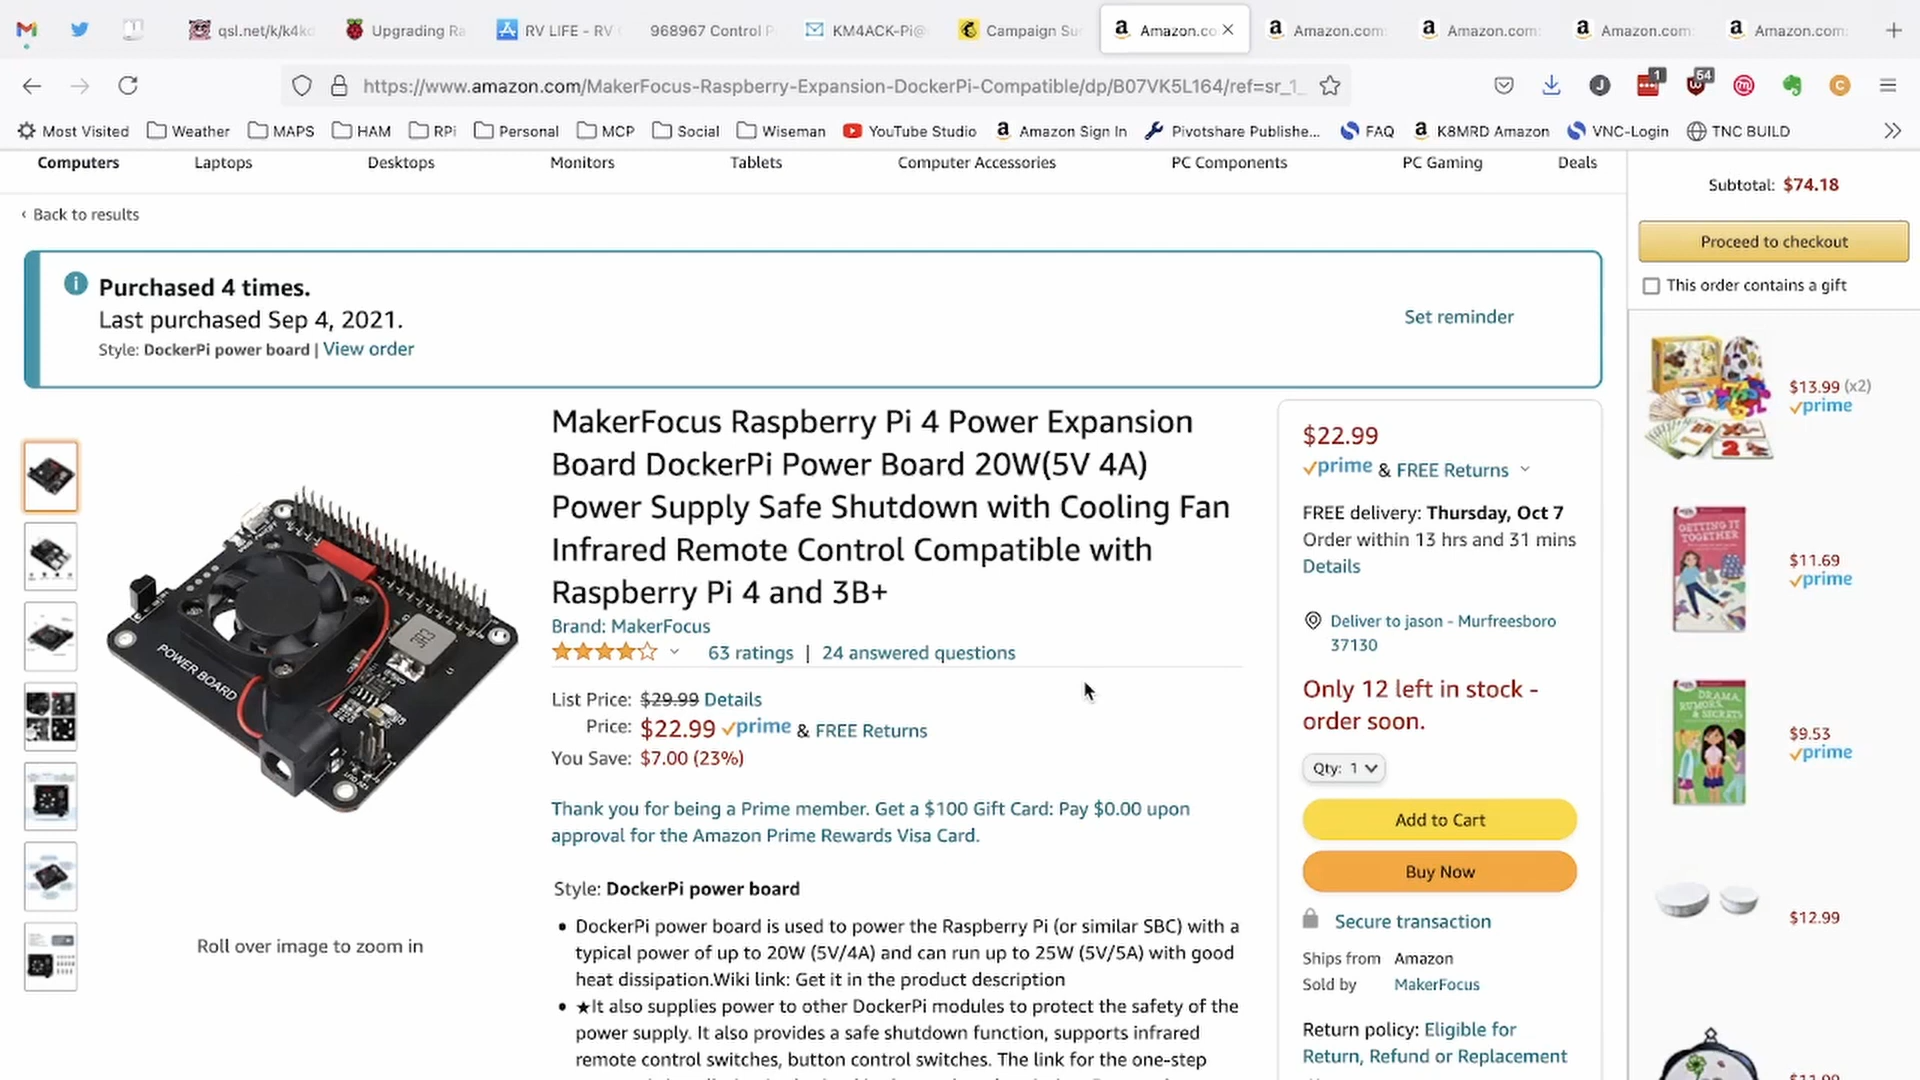 qsl.net/k/k4k
Upgrading Ra
RV LIFE - RV
968967 Control P
KM4ACK-Pi@
Campaign Su
Amazon.co
Amazon.com
Amazon.com
Amazon.com
Amazon.com
https://www.amazon.com/MakerFocus-Raspberry-Expansion-DockerPi-Compatible/dp/B07VK5L164/ref=sr_1_
J
1
54
C
Most Visited
Weather
MAPS
HAM
RPi
Personal
MCP
Social
Wiseman
YouTube Studio
Amazon Sign In
Pivotshare Publishe...
FAQ
K8MRD Amazon
VNC-Login
TNC BUILD
Computers
Laptops
Desktops
Monitors
Tablets
Computer Accessories
PC Components
PC Gaming
Deals
‹ Back to results
Purchased 4 times.
Last purchased Sep 4, 2021.
Style: DockerPi power board | View order
Set reminder
POWER BOARD
Roll over image to zoom in
MakerFocus Raspberry Pi 4 Power Expansion
Board DockerPi Power Board 20W(5V 4A)
Power Supply Safe Shutdown with Cooling Fan
Infrared Remote Control Compatible with
Raspberry Pi 4 and 3B+
Brand: MakerFocus
63 ratings | 24 answered questions
List Price: $29.99 Details
Price: $22.99 prime & FREE Returns
You Save: $7.00 (23%)
Thank you for being a Prime member. Get a $100 Gift Card: Pay $0.00 upon
approval for the Amazon Prime Rewards Visa Card.
Style: DockerPi power board
• DockerPi power board is used to power the Raspberry Pi (or similar SBC) with a
typical power of up to 20W (5V/4A) and can run up to 25W (5V/5A) with good
heat dissipation.Wiki link: Get it in the product description
• ★It also supplies power to other DockerPi modules to protect the safety of the
power supply. It also provides a safe shutdown function, supports infrared
remote control switches, button control switches. The link for the one-step
$22.99
prime & FREE Returns
FREE delivery: Thursday, Oct 7
Order within 13 hrs and 31 mins
Details
Deliver to jason - Murfreesboro
37130
Only 12 left in stock -
order soon.
Qty: 1
Add to Cart
Buy Now
Secure transaction
Ships from Amazon
Sold by MakerFocus
Return policy: Eligible for
Return, Refund or Replacement
Subtotal: $74.18
Proceed to checkout
This order contains a gift
$13.99 (x2)
prime
GETTING IT
TOGETHER
$11.69
prime
DRAMA,
RUMORS,
& SECRETS
$9.53
prime
$12.99